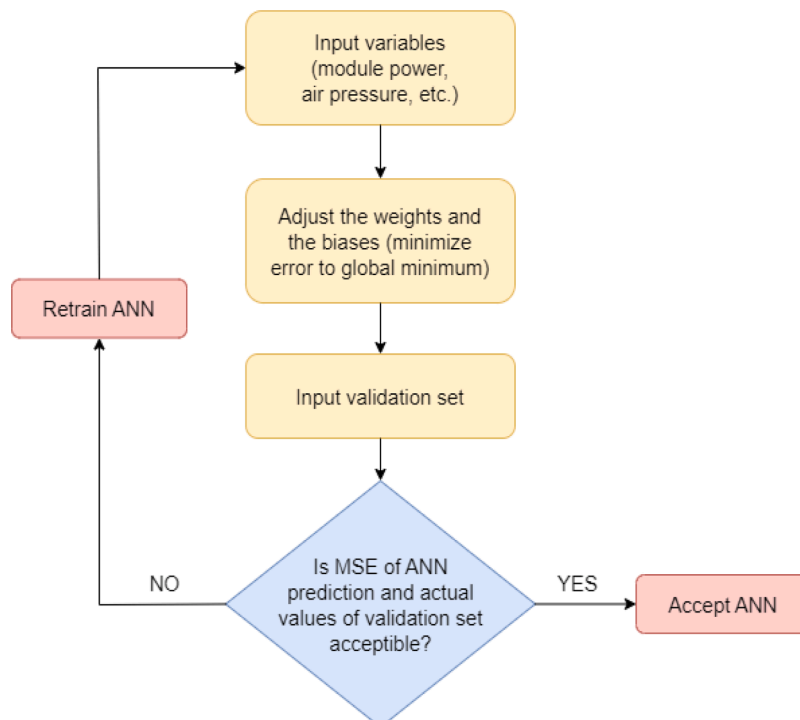 Input variables
(module power,
air pressure, etc.)
Adjust the weights and
the biases (minimize
error to global minimum)
Retrain ANN
Input validation set
Is MSE of ANN
prediction and actual
values of validation set
acceptible?
NO
YES
Accept ANN